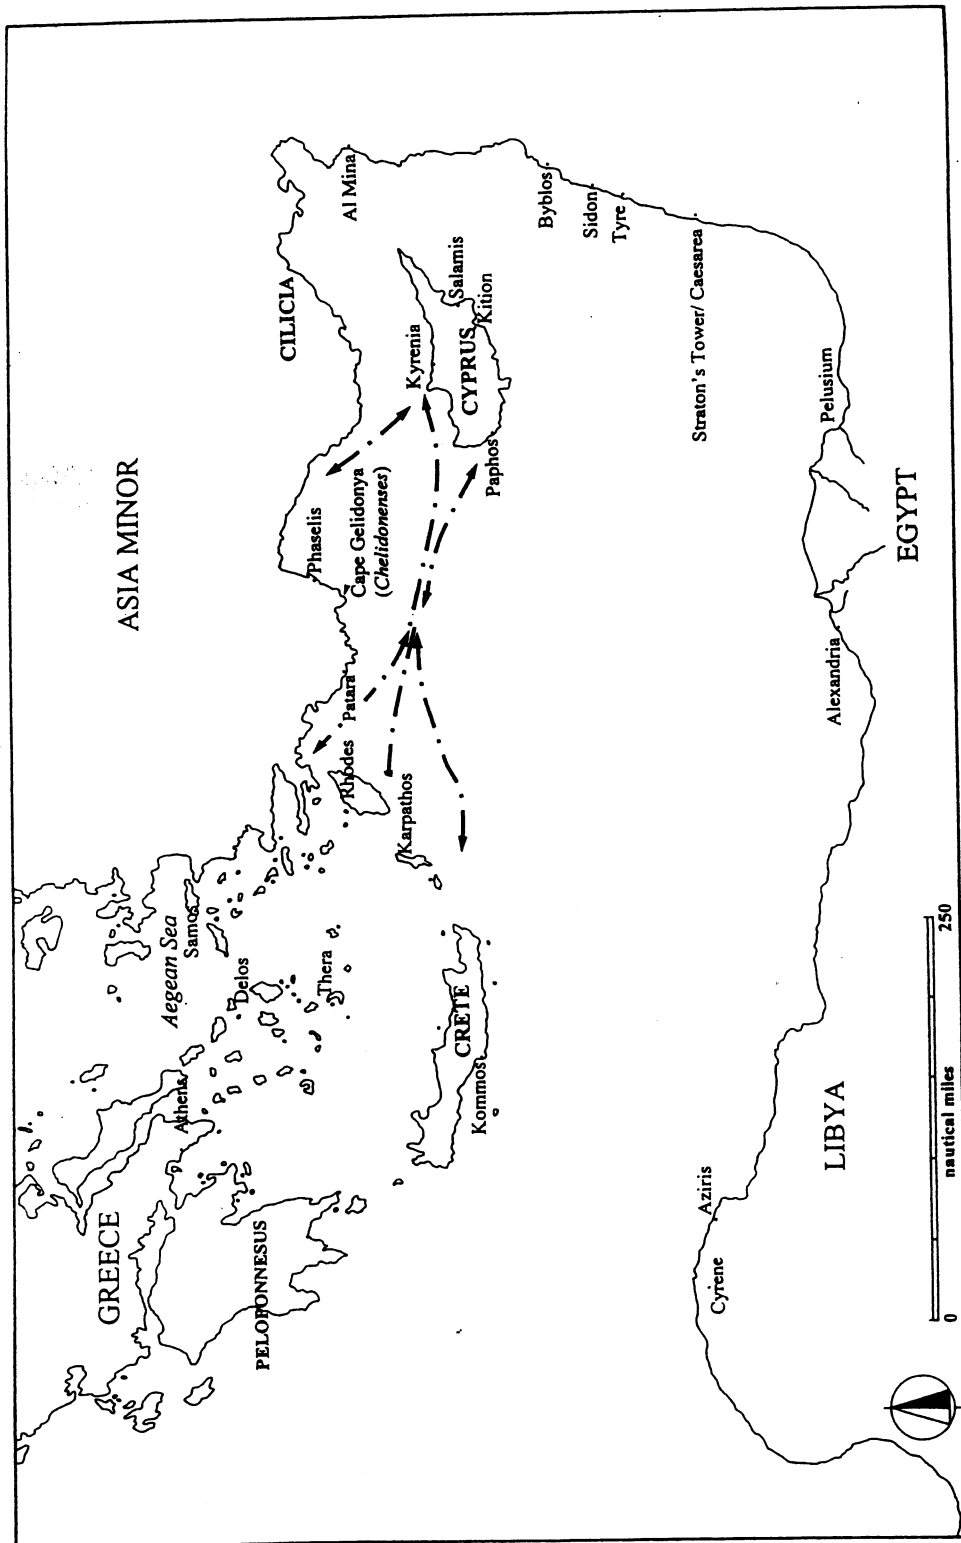 ASIA MINOR
GREECE
Aegean Sea
Athens
Samos
Delos
Thera
PELOPONNESUS
CILICIA
Phaselis
Cape Gelidonya
(Chelidonenses)
Patara
Rhodes
Karpathos
Al Mina
Kyrenia
CYPRUS
Salamis
Kition
Paphos
CRETE
Kommos
Byblos
Sidon
Tyre
Straton's Tower/ Caesarea
Pelusium
EGYPT
Alexandria
Aziris
Cyrene
LIBYA
0
250
nautical miles